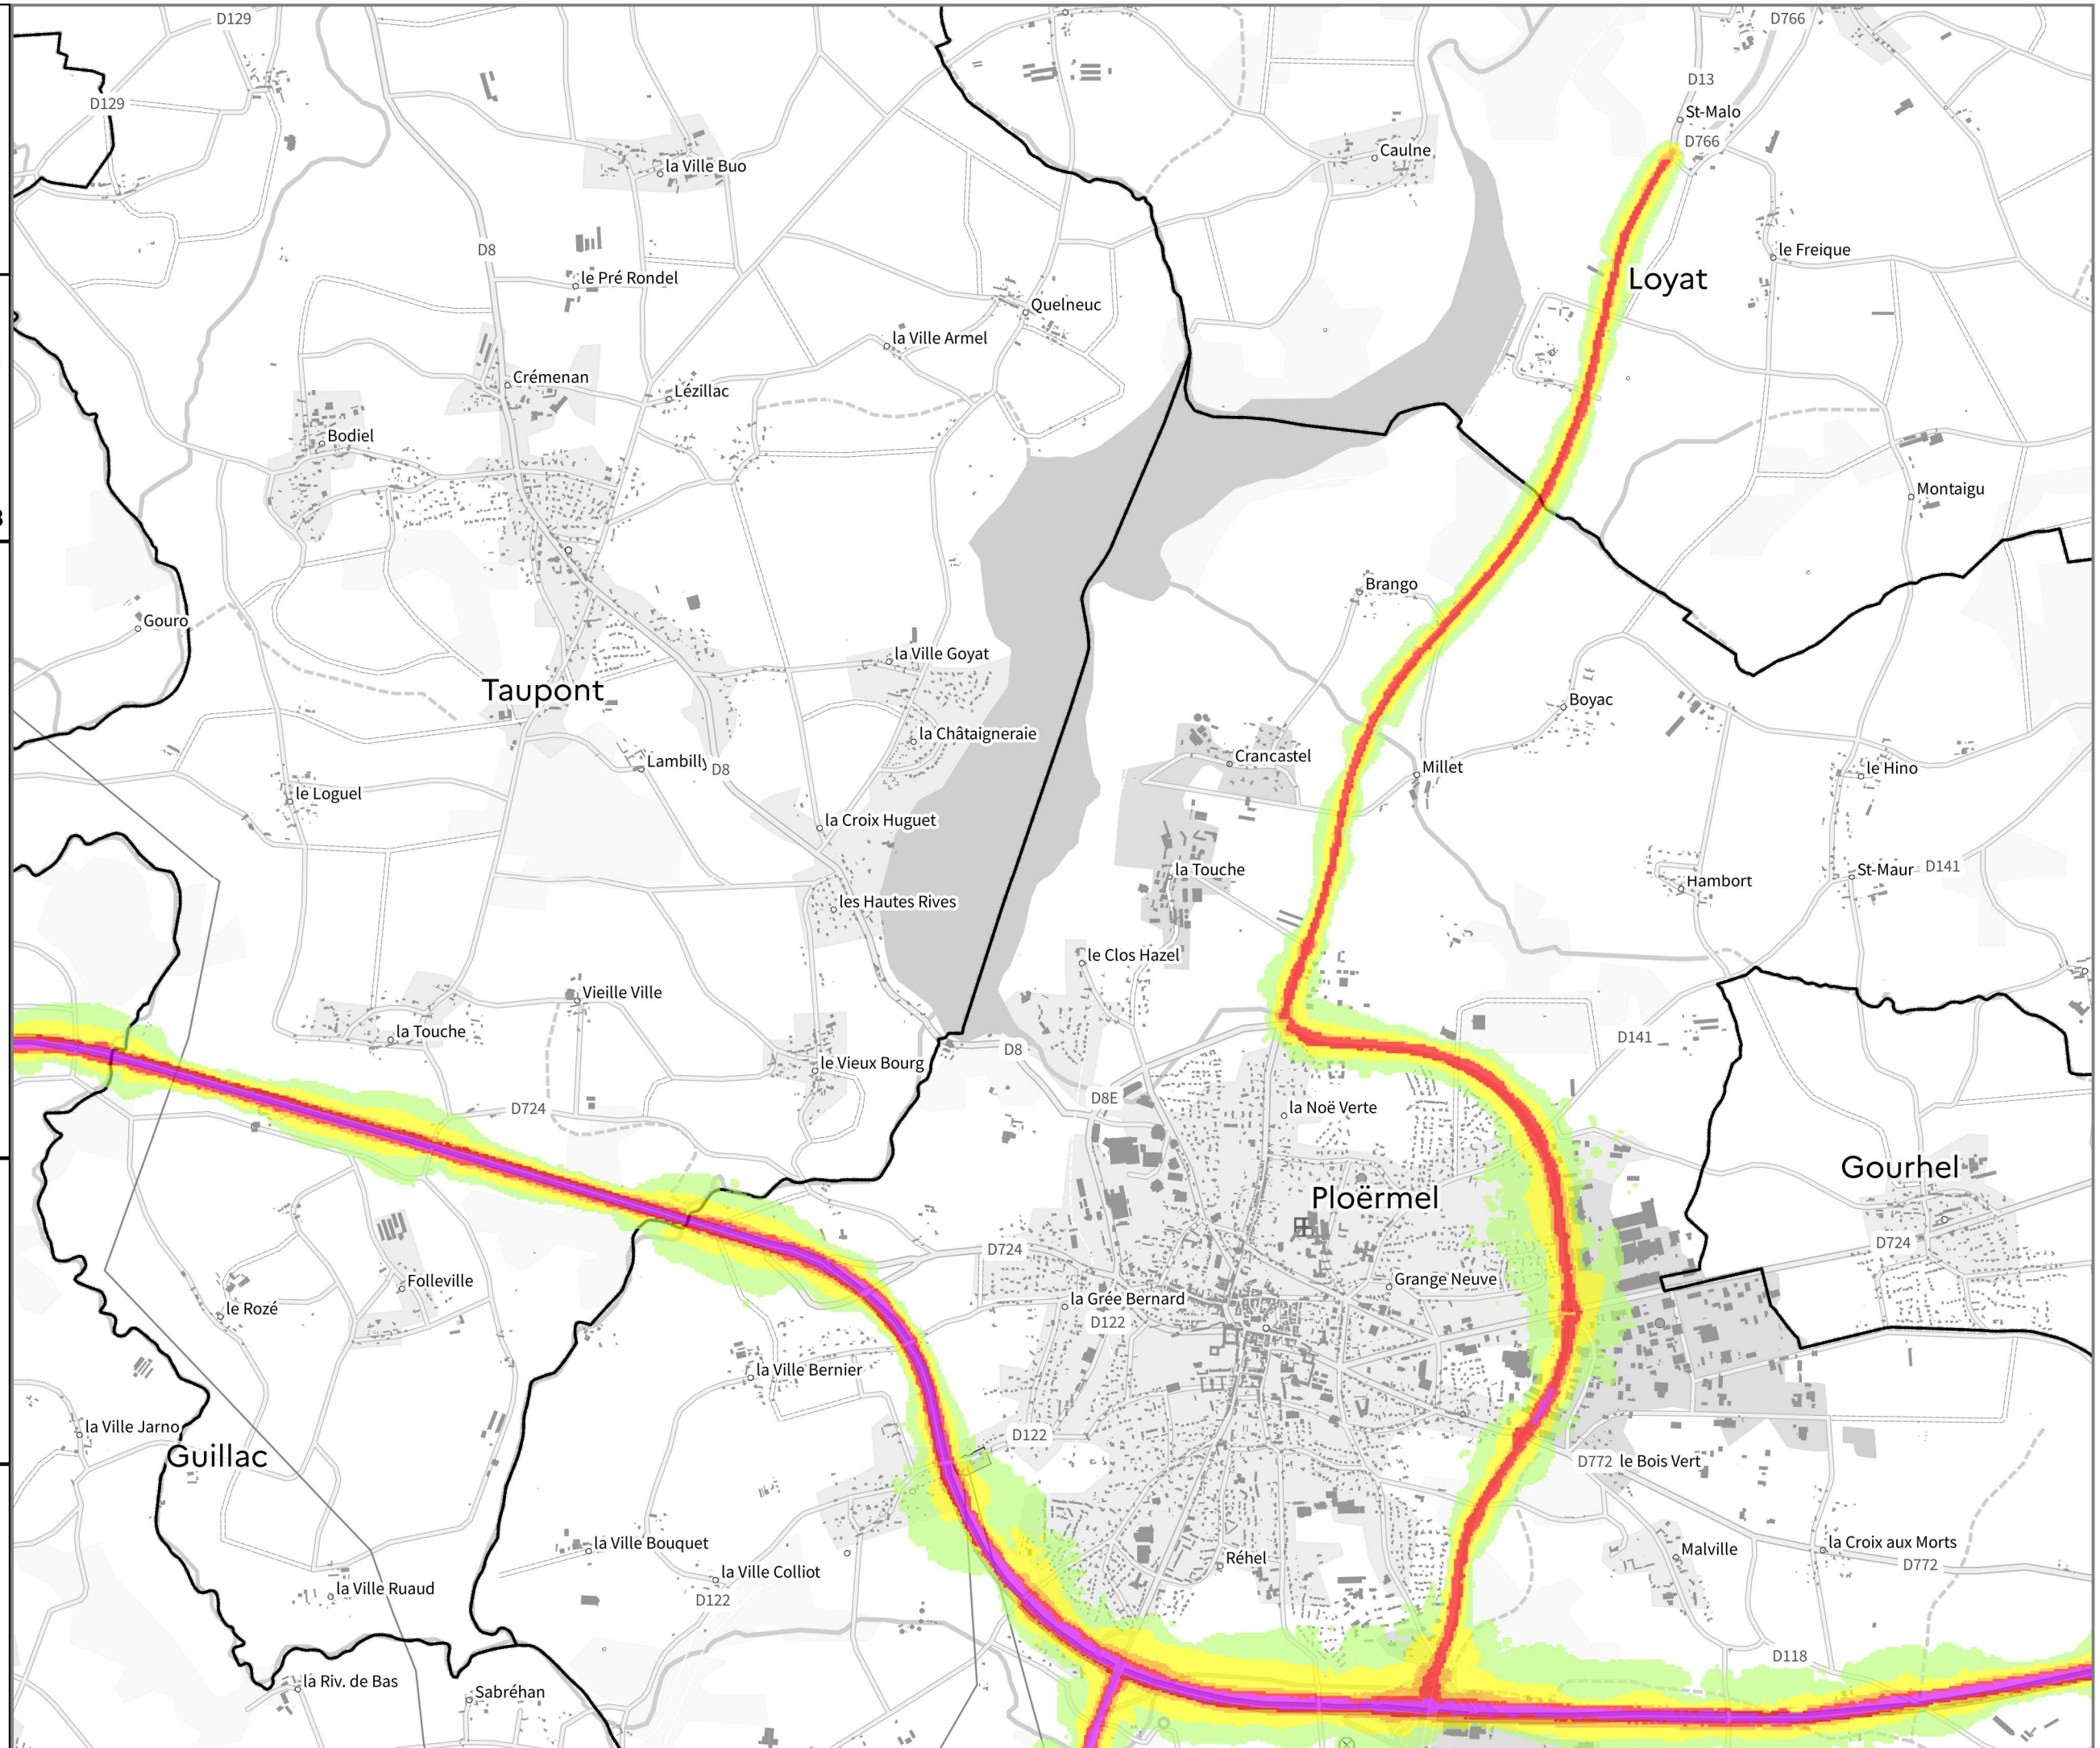 D129
D766
D13
D129
St-Malo
D766
Caulne
la Ville Buo
D8
le Freique
le Pré Rondel
Loyat
Quelneuc
la Ville Armel
Crémenan
Lézillac
Bodiel
Montaigu
Brango
Gouro
la Ville Goyat
Taupont
Boyac
la Châtaigneraie
Crancastel
Lambilly
D8
Millet
le Hino
le Loguel
la Croix Huguet
la Touche
St-Maur
D141
Hambort
les Hautes Rives
le Clos Hazel
Vieille Ville
la Touche
D141
D8
le Vieux Bourg
D8E
D724
la Noë Verte
Gourhel
Ploërmel
D724
D724
Grange Neuve
Folleville
la Grée Bernard
le Rozé
D122
la Ville Bernier
la Ville Jarno
D122
Guillac
D772
le Bois Vert
la Ville Bouquet
Malville
la Croix aux Morts
Réhel
D772
la Ville Colliot
la Ville Ruaud
D122
D118
la Riv. de Bas
Sabréhan